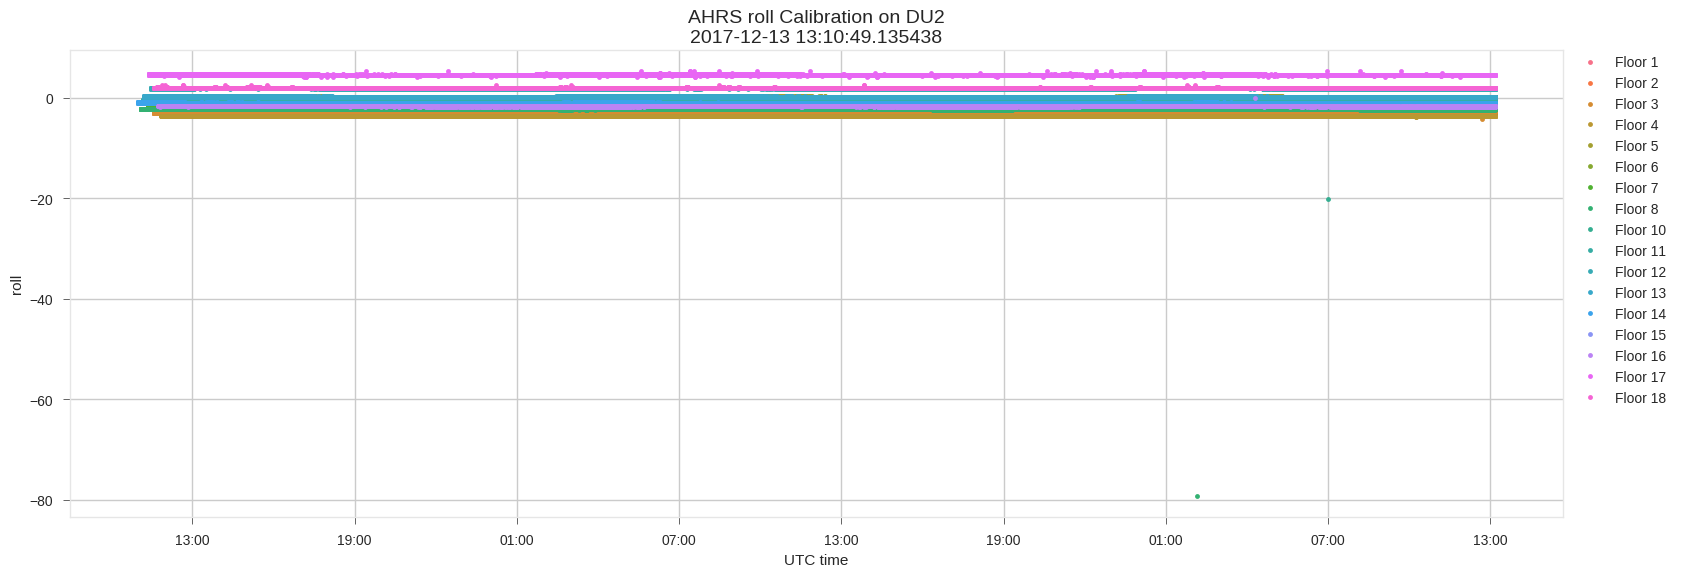 AHRS roll Calibration on DU2
2017-12-13 13:10:49.135438
roll
0
−20
−40
−60
−80
13:00
19:00
01:00
07:00
13:00
19:00
01:00
07:00
13:00
UTC time
Floor 1
Floor 2
Floor 3
Floor 4
Floor 5
Floor 6
Floor 7
Floor 8
Floor 10
Floor 11
Floor 12
Floor 13
Floor 14
Floor 15
Floor 16
Floor 17
Floor 18